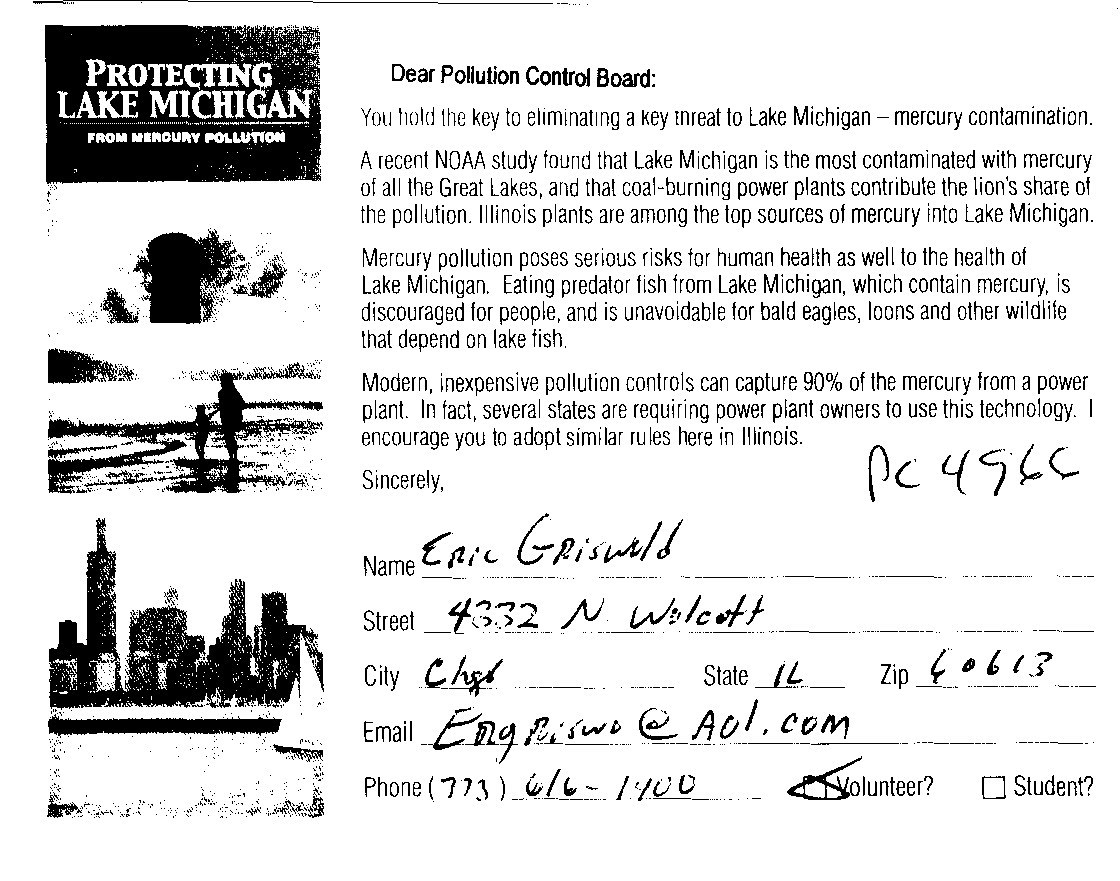 PROTECTING
LAKE MICHIGAN
FROM MERCURY POLLUTION
Dear Pollution Control Board:
You hold the key to eliminating a key threat to Lake Michigan – mercury contamination.
A recent NOAA study found that Lake Michigan is the most contaminated with mercury
of all the Great Lakes, and that coal-burning power plants contribute the lion's share of
the pollution. Illinois plants are among the top sources of mercury into Lake Michigan.
Mercury pollution poses serious risks for human health as well to the health of
Lake Michigan. Eating predator fish from Lake Michigan, which contain mercury, is
discouraged for people, and is unavoidable for bald eagles, loons and other wildlife
that depend on lake fish.
Modern, inexpensive pollution controls can capture 90% of the mercury from a power
plant. In fact, several states are requiring power plant owners to use this technology. I
encourage you to adopt similar rules here in Illinois.
Sincerely,
PC 4966
Name Eric Griswold
Street 4332 N Wolcott
City State IL Zip 60613
Email Engriswo@Aol.com
Phone (773) 616-1400 Volunteer? Student?